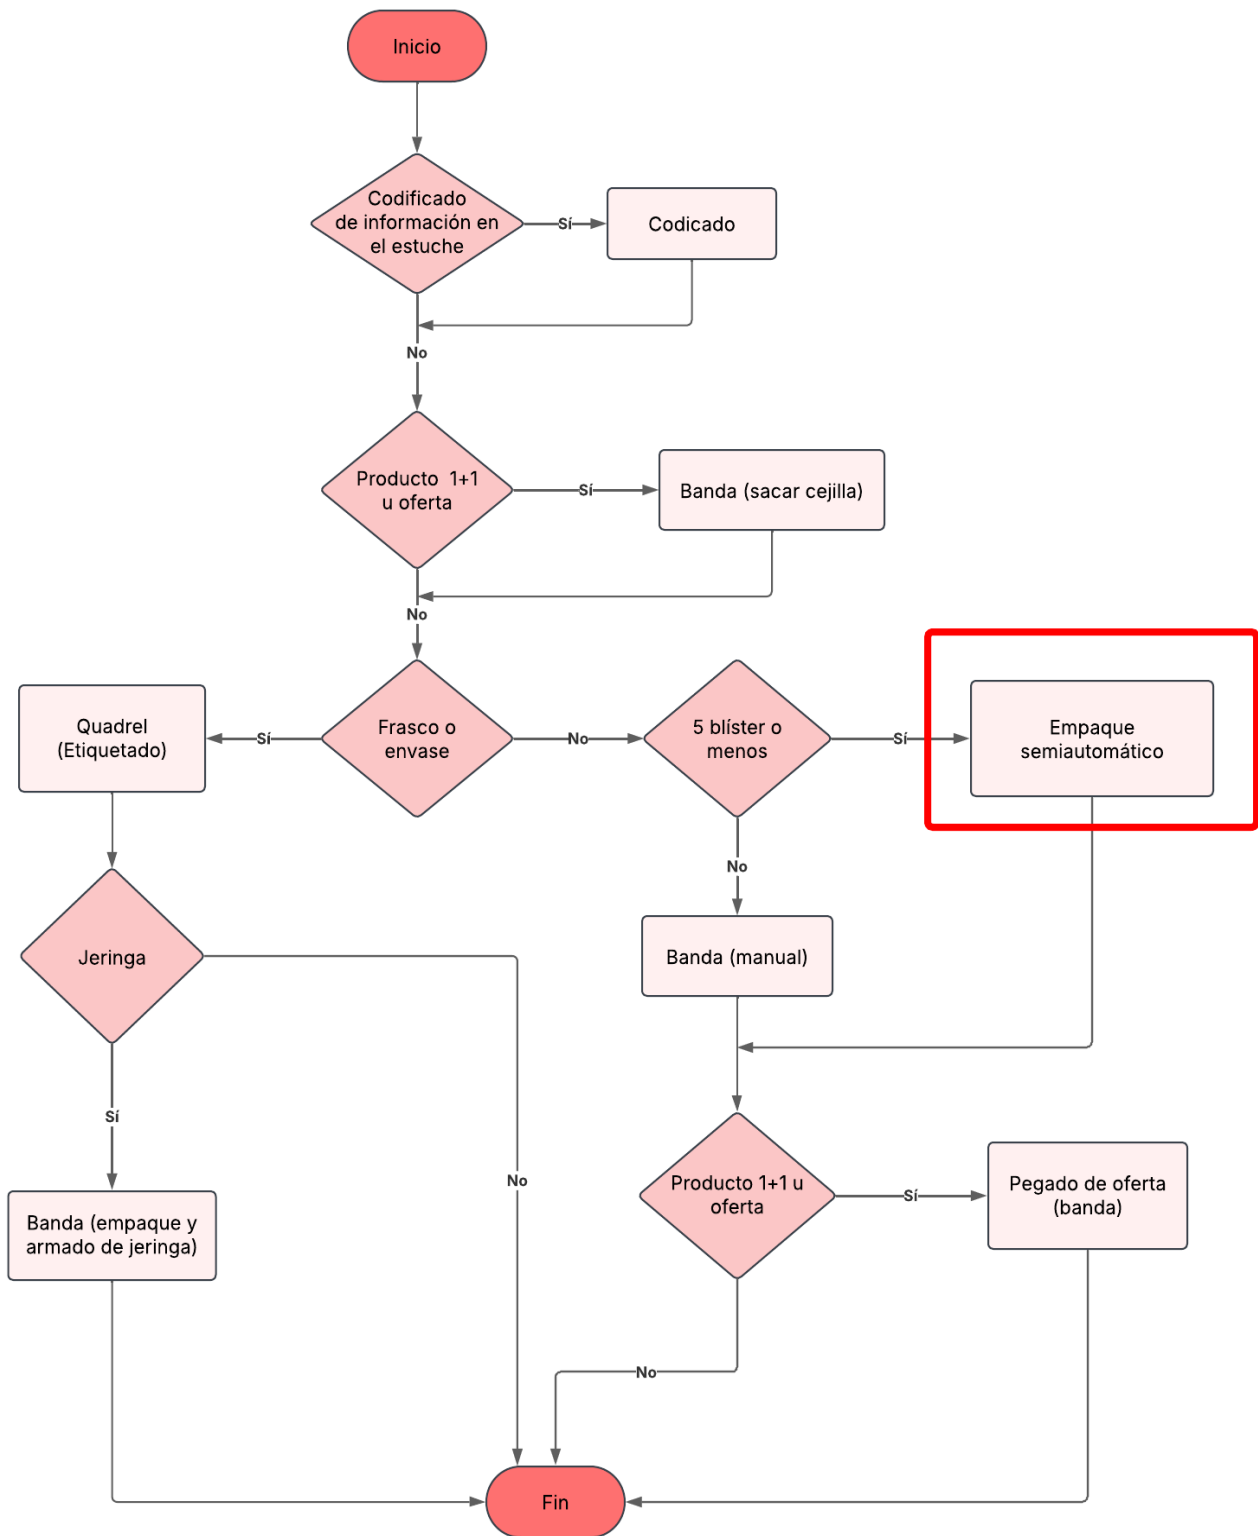 Inicio
Codificado
de información en
el estuche
Sí
Codicado
No
Producto 1+1
u oferta
Sí
Banda (sacar cejilla)
No
Quadrel
(Etiquetado)
Sí
Frasco o
envase
No
5 blíster o
menos
Sí
Empaque
semiautomático
No
Jeringa
Banda (manual)
Sí
No
Producto 1+1 u
oferta
Sí
Pegado de oferta
(banda)
Banda (empaque y
armado de jeringa)
No
Fin